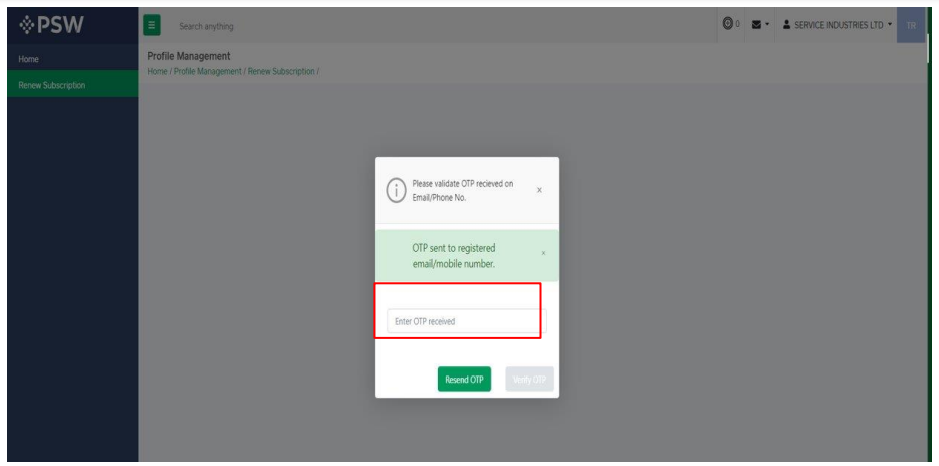 PSW
Search anything
0
SERVICE INDUSTRIES LTD
TR
Home
Renew Subscription
Profile Management
Home / Profile Management / Renew Subscription /
Please validate OTP recieved on
Email/Phone No.
x
OTP sent to registered
email/mobile number.
x
Enter OTP received
Resend OTP
Verify OTP